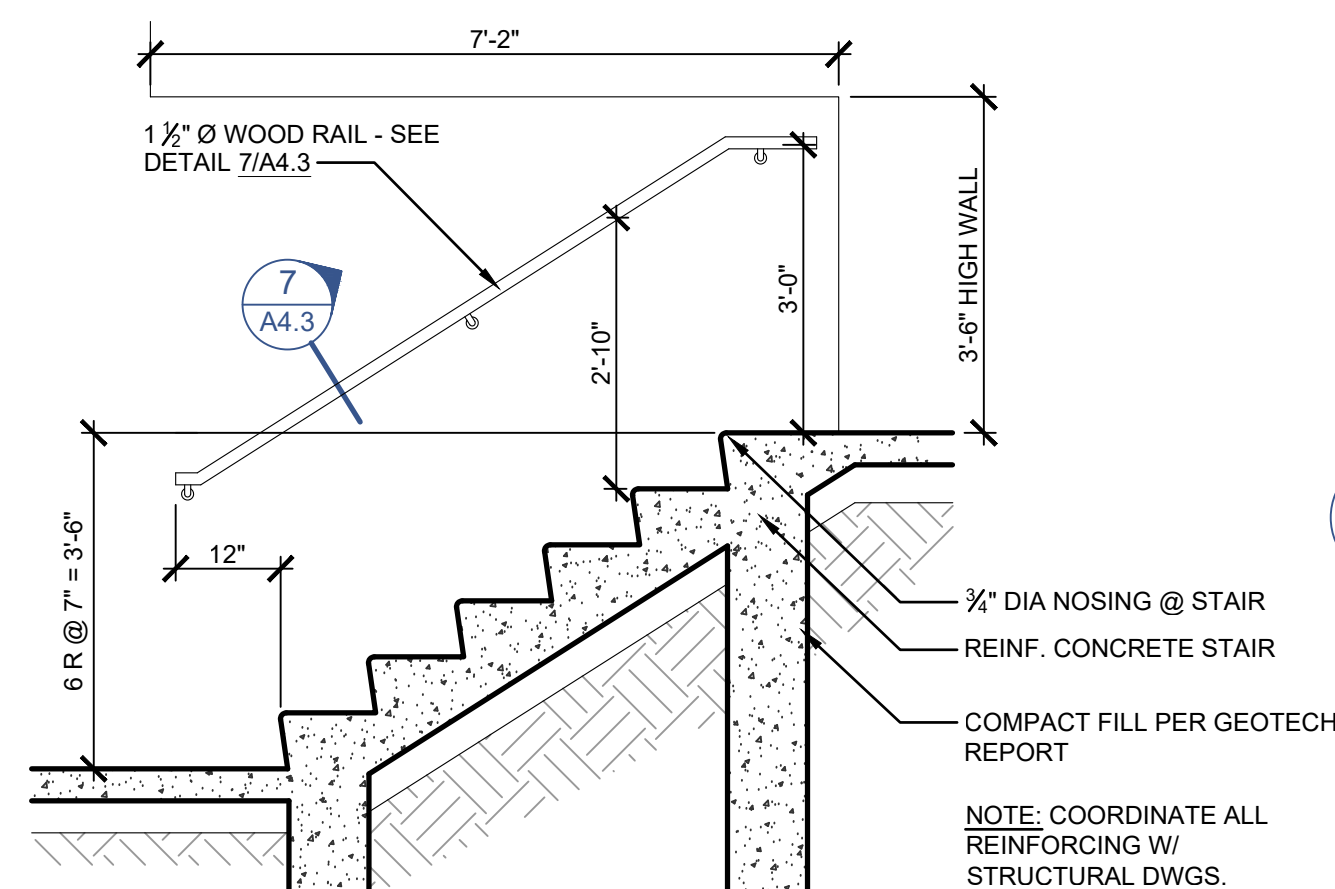 7'-2"
1 ½" Ø WOOD RAIL - SEE
DETAIL 7/A4.3
7
A4.3
2'-10"
3'-0"
3'-6" HIGH WALL
6 R @ 7" = 3'-6"
12"
¾" DIA NOSING @ STAIR
REINF. CONCRETE STAIR
COMPACT FILL PER GEOTECH
REPORT
NOTE: COORDINATE ALL
REINFORCING W/
STRUCTURAL DWGS.